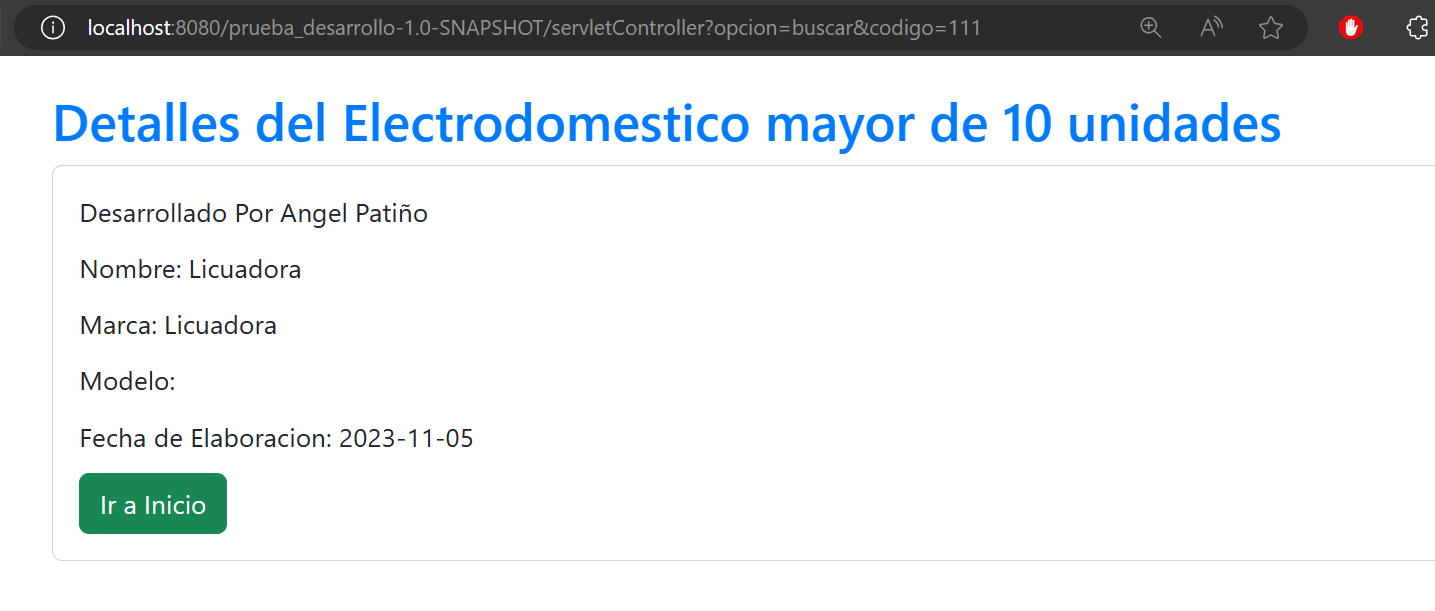 localhost:8080/prueba_desarrollo-1.0-SNAPSHOT/servletController?opcion=buscar&codigo=111
Detalles del Electrodomestico mayor de 10 unidades
Desarrollado Por Angel Patiño
Nombre: Licuadora
Marca: Licuadora
Modelo:
Fecha de Elaboracion: 2023-11-05
Ir a Inicio